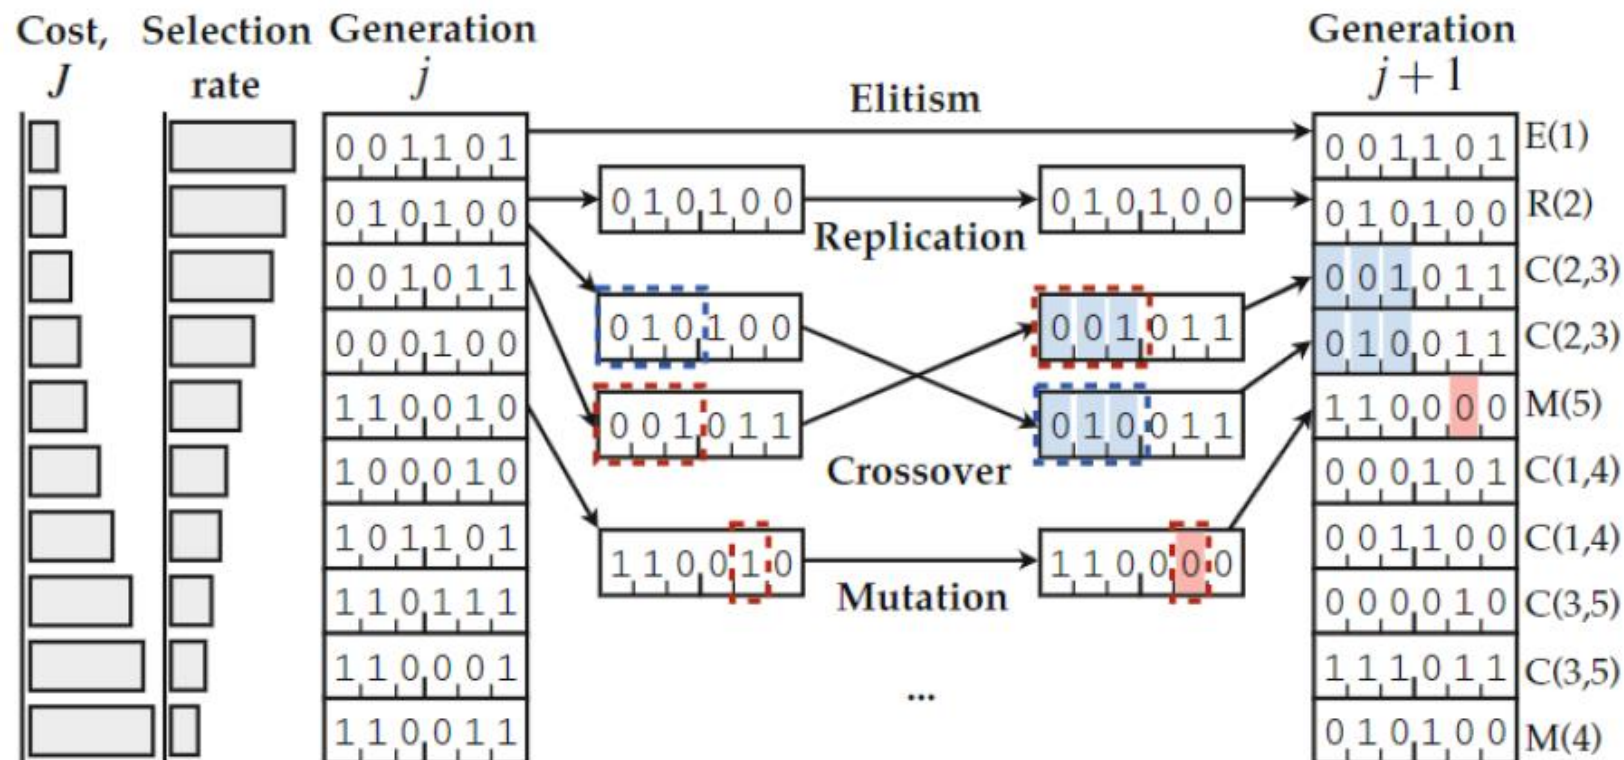 Cost, Selection Generation Generation
J rate j j + 1
Elitism
0 0 1 1 0 1 0 0 1 1 0 1 E(1)
0 1 0 1 0 0 0 1 0 1 0 0 0 1 0 1 0 0 0 1 0 1 0 0 R(2)
Replication
0 0 1 0 1 1 0 0 1 0 1 1 C(2,3)
0 0 0 1 0 0 0 1 0 1 0 0 0 0 1 0 1 1 0 1 0 0 1 1 C(2,3)
1 1 0 0 1 0 0 0 1 0 1 1 0 1 0 0 1 1 1 1 0 0 0 0 M(5)
Crossover
1 0 0 0 1 0 0 0 0 1 0 1 C(1,4)
1 0 1 1 0 1 1 1 0 0 1 0 1 1 0 0 0 0 0 0 1 1 0 0 C(1,4)
Mutation
1 1 0 1 1 1 0 0 0 0 1 0 C(3,5)
1 1 0 0 0 1 1 1 1 0 1 1 C(3,5)
...
1 1 0 0 1 1 0 1 0 1 0 0 M(4)